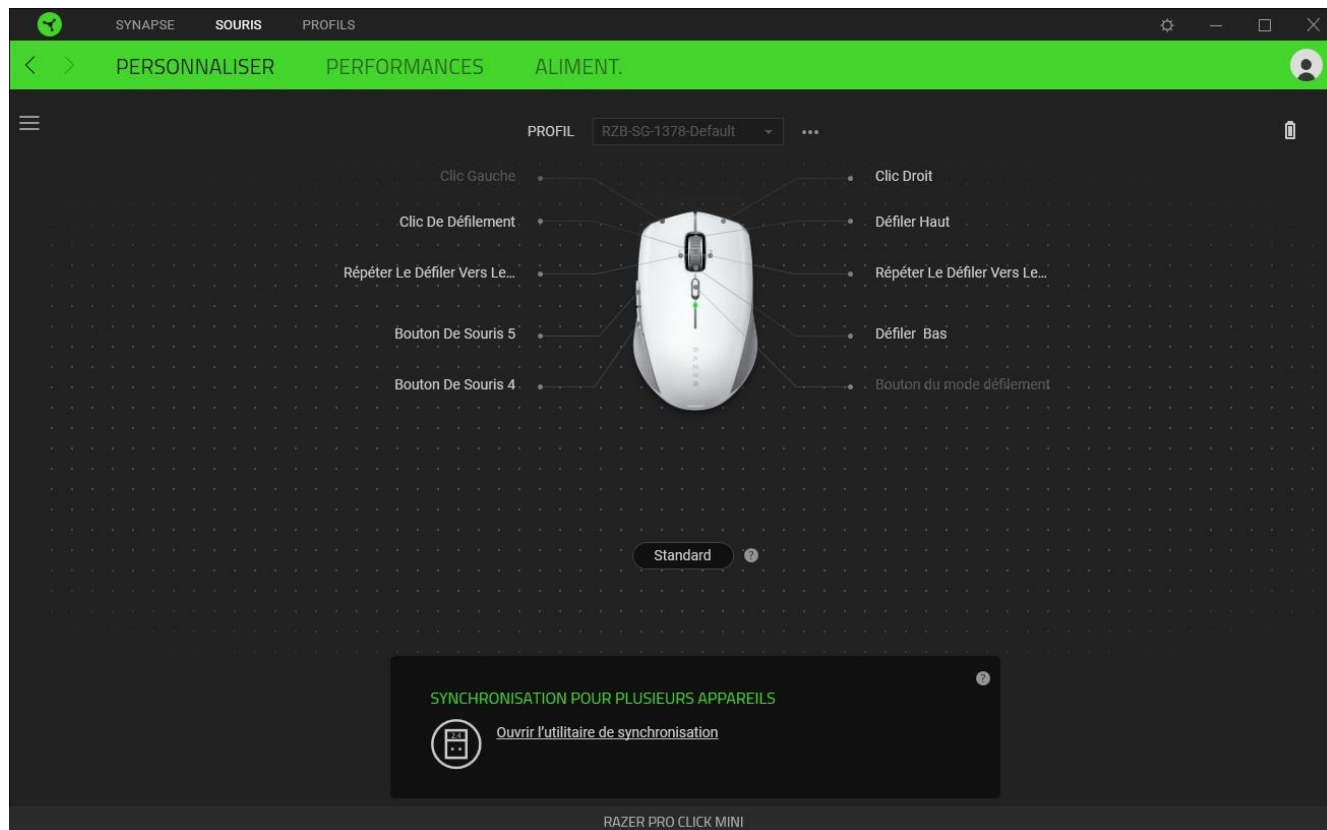 SYNAPSE SOURIS PROFILS
PERSONNALISER PERFORMANCES ALIMENT.
PROFIL RZB-SG-1378-Default
Clic Gauche
Clic Droit
Clic De Défilement
Défiler Haut
Répéter Le Défiler Vers Le...
Répéter Le Défiler Vers Le...
Bouton De Souris 5
Défiler Bas
Bouton De Souris 4
Bouton du mode défilement
RAZER
Standard ?
?
SYNCHRONISATION POUR PLUSIEURS APPAREILS
2.4
Ouvrir l'utilitaire de synchronisation
RAZER PRO CLICK MINI